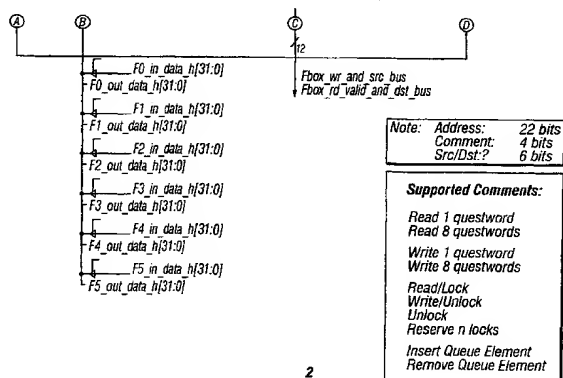 A B C D
12
F0_in_data_h[31:0]
F0_out_data_h[31:0]
F1_in_data_h[31:0]
F1_out_data_h[31:0]
F2_in_data_h[31:0]
F2_out_data_h[31:0]
F3_in_data_h[31:0]
F3_out_data_h[31:0]
F4_in_data_h[31:0]
F4_out_data_h[31:0]
F5_in_data_h[31:0]
F5_out_data_h[31:0]
Fbox_wr_and_src_bus
Fbox_rd_valid_and_dst_bus
Note: Address: 22 bits
Comment: 4 bits
Src/Dst:? 6 bits
Supported Comments:
Read 1 questword
Read 8 questwords
Write 1 questword
Write 8 questwords
Read/Lock
Write/Unlock
Unlock
Reserve n locks
Insert Queue Element
Remove Queue Element
2